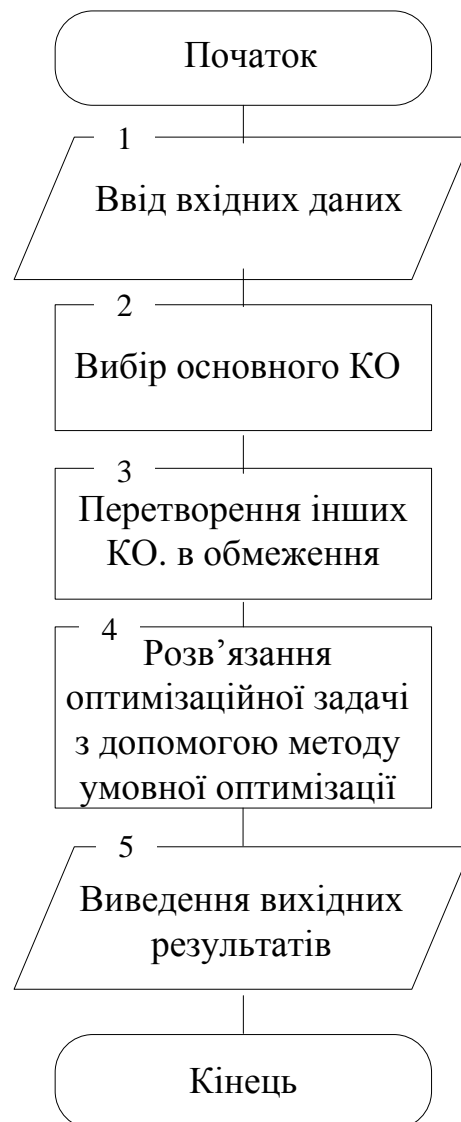 Початок
1
Ввід вхідних даних
2
Вибір основного КО
3
Перетворення інших
КО. в обмеження
4
Розв’язання
оптимізаційної задачі
з допомогою методу
умовної оптимізації
5
Виведення вихідних
результатів
Кінець